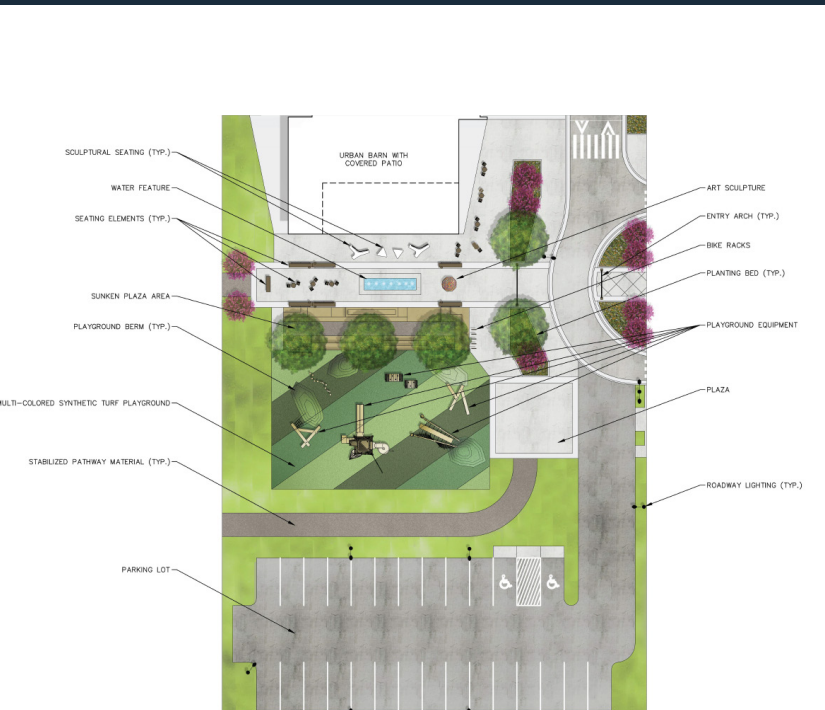 URBAN BARN WITH
COVERED PATIO
SCULPTURAL SEATING (TYP.)
WATER FEATURE
SEATING ELEMENTS (TYP.)
SUNKEN PLAZA AREA
PLAYGROUND BERM (TYP.)
MULTI-COLORED SYNTHETIC TURF PLAYGROUND
STABILIZED PATHWAY MATERIAL (TYP.)
PARKING LOT
ART SCULPTURE
ENTRY ARCH (TYP.)
BIKE RACKS
PLANTING BED (TYP.)
PLAYGROUND EQUIPMENT
PLAZA
ROADWAY LIGHTING (TYP.)